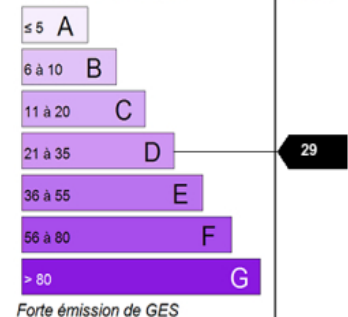 ≤ 5 A
6 à 10 B
11 à 20 C
21 à 35 D 29
36 à 55 E
56 à 80 F
> 80 G
Forte émission de GES